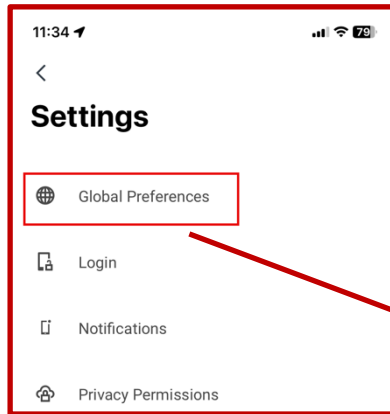 11:34
79
Settings
Global Preferences
Login
Notifications
Privacy Permissions